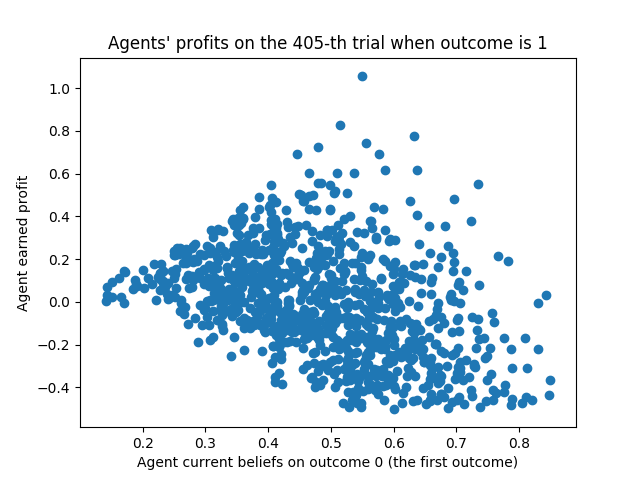 Agents' profits on the 405-th trial when outcome is 1
Agent earned profit
1.0
0.8
0.6
0.4
0.2
0.0
−0.2
−0.4
0.2 0.3 0.4 0.5 0.6 0.7 0.8
Agent current beliefs on outcome 0 (the first outcome)